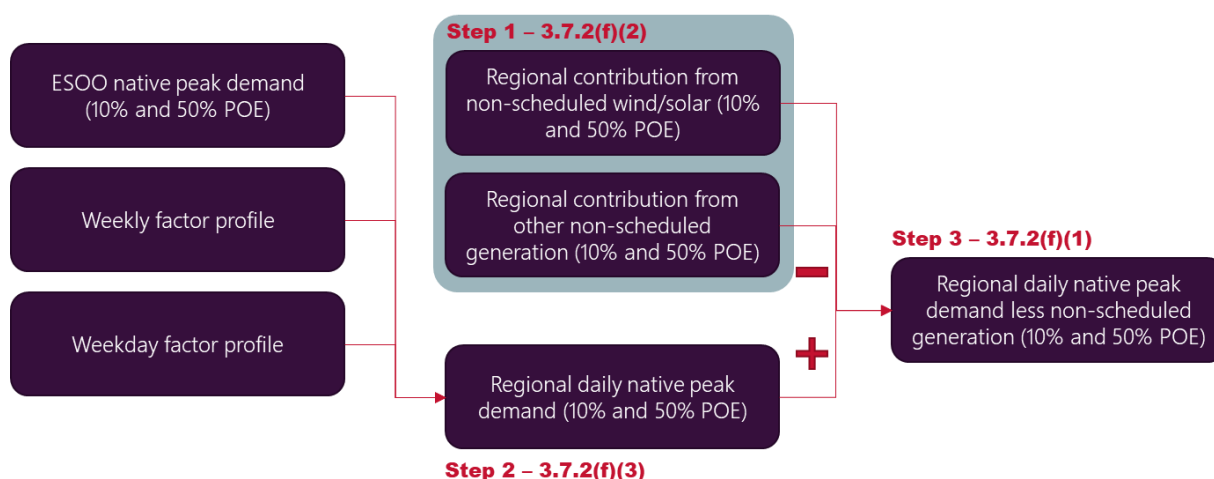 ESOO native peak demand
(10% and 50% POE)
Weekly factor profile
Weekday factor profile
Step 1 – 3.7.2(f)(2)
Regional contribution from
non-scheduled wind/solar (10%
and 50% POE)
Regional contribution from
other non-scheduled
generation (10% and 50% POE)
Regional daily native peak
demand (10% and 50% POE)
Step 2 – 3.7.2(f)(3)
Step 3 – 3.7.2(f)(1)
Regional daily native peak
demand less non-scheduled
generation (10% and 50% POE)